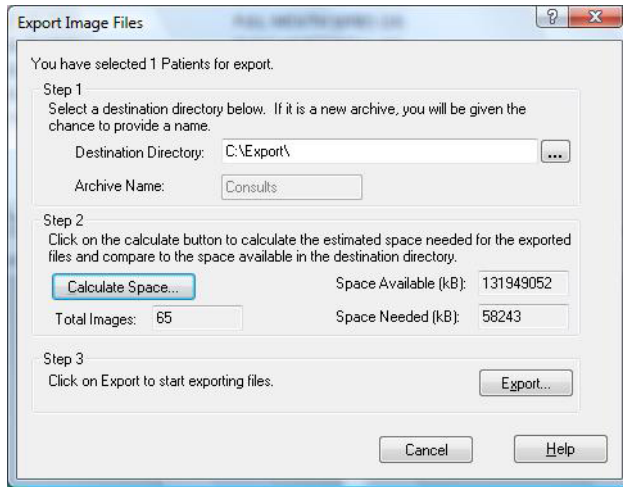 Export Image Files
You have selected 1 Patients for export.
Step 1
Select a destination directory below. If it is a new archive, you will be given the
chance to provide a name.
Destination Directory: C:\Export\ ...
Archive Name: Consults
Step 2
Click on the calculate button to calculate the estimated space needed for the exported
files and compare to the space available in the destination directory.
Calculate Space... Space Available (kB): 131949052
Total Images: 65 Space Needed (kB): 58243
Step 3
Click on Export to start exporting files.
Export...
Cancel Help